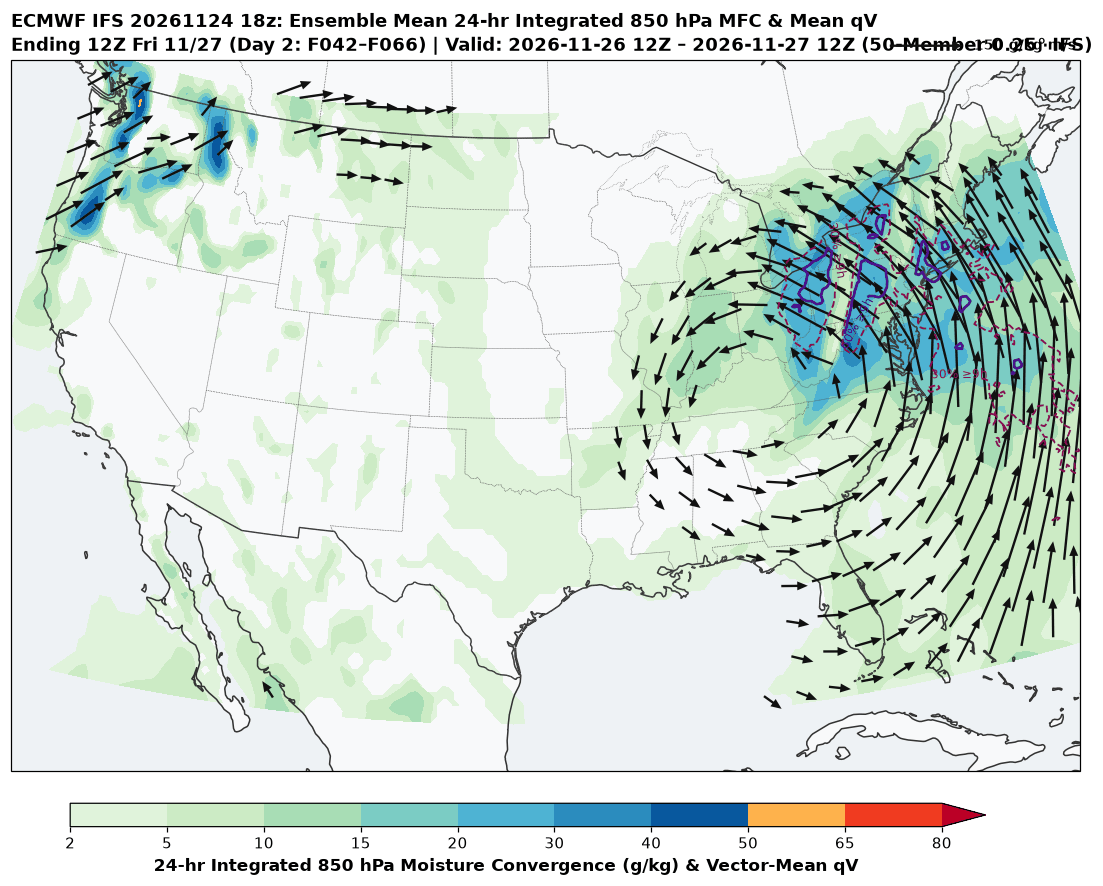 ECMWF IFS 20261124 18z: Ensemble Mean 24-hr Integrated 850 hPa MFC & Mean qV
Ending 12Z Fri 11/27 (Day 2: F042–F066) | Valid: 2026-11-26 12Z – 2026-11-27 12Z (50-Member 0.25° IFS)
30% ≥90
2 5 10 15 20 30 40 50 65 80
24-hr Integrated 850 hPa Moisture Convergence (g/kg) & Vector-Mean qV